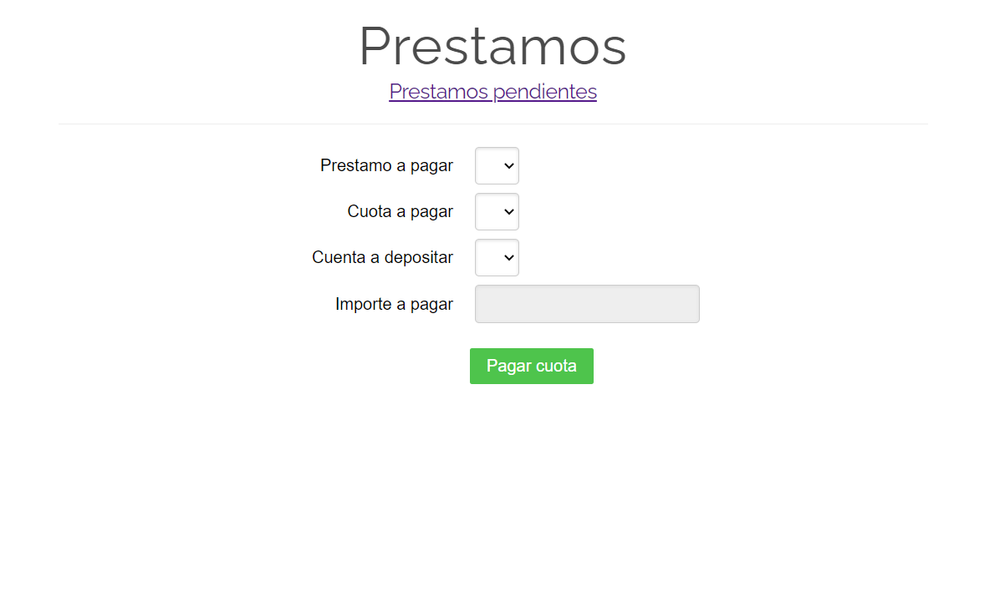 Prestamos
Prestamos pendientes
Prestamo a pagar
Cuota a pagar
Cuenta a depositar
Importe a pagar
Pagar cuota